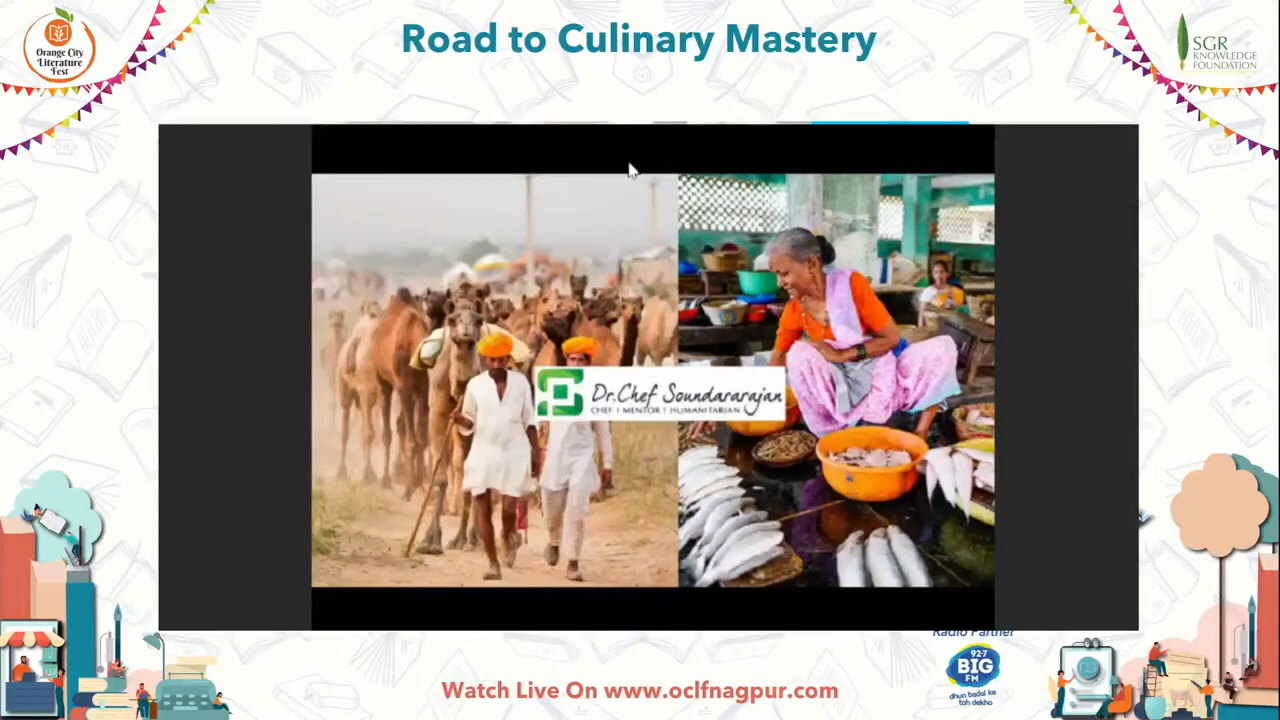 Orange City
Literature
Fest
Road to Culinary Mastery
SGR
KNOWLEDGE
FOUNDATION
Dr.Chef Soundararajan
CHEF | MENTOR | HUMANITARIAN
Radio Partner
92.7
BIG
FM
dhun badal ke
toh dekho
Watch Live On www.oclfnagpur.com